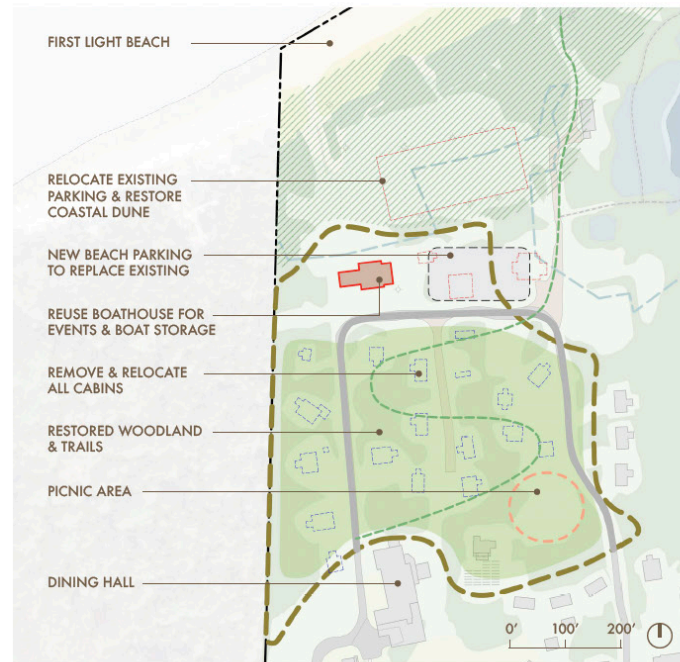 FIRST LIGHT BEACH
RELOCATE EXISTING
PARKING & RESTORE
COASTAL DUNE
NEW BEACH PARKING
TO REPLACE EXISTING
REUSE BOATHOUSE FOR
EVENTS & BOAT STORAGE
REMOVE & RELOCATE
ALL CABINS
RESTORED WOODLAND
& TRAILS
PICNIC AREA
DINING HALL
0' 100' 200'